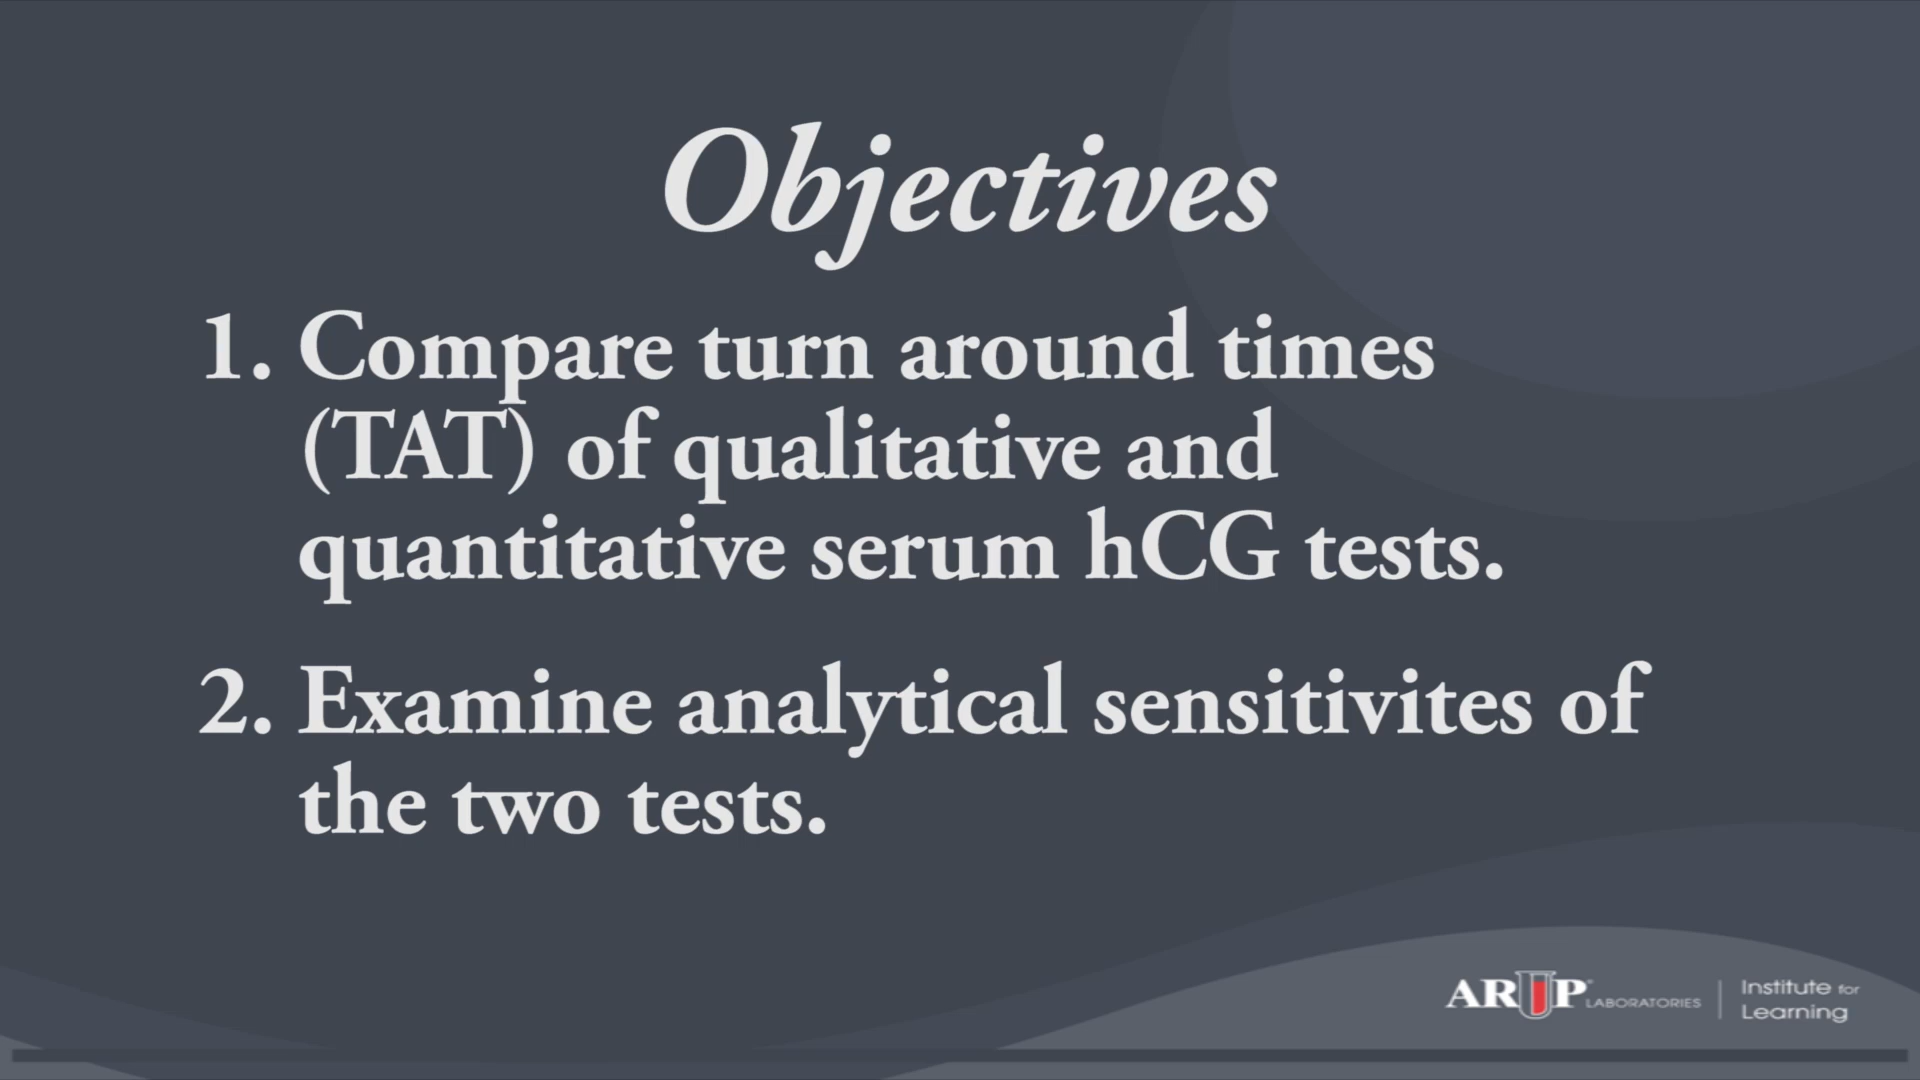 Objectives
1. Compare turn around times
(TAT) of qualitative and
quantitative serum hCG tests.
2. Examine analytical sensitivites of
the two tests.
ARUP LABORATORIES
Institute for
Learning